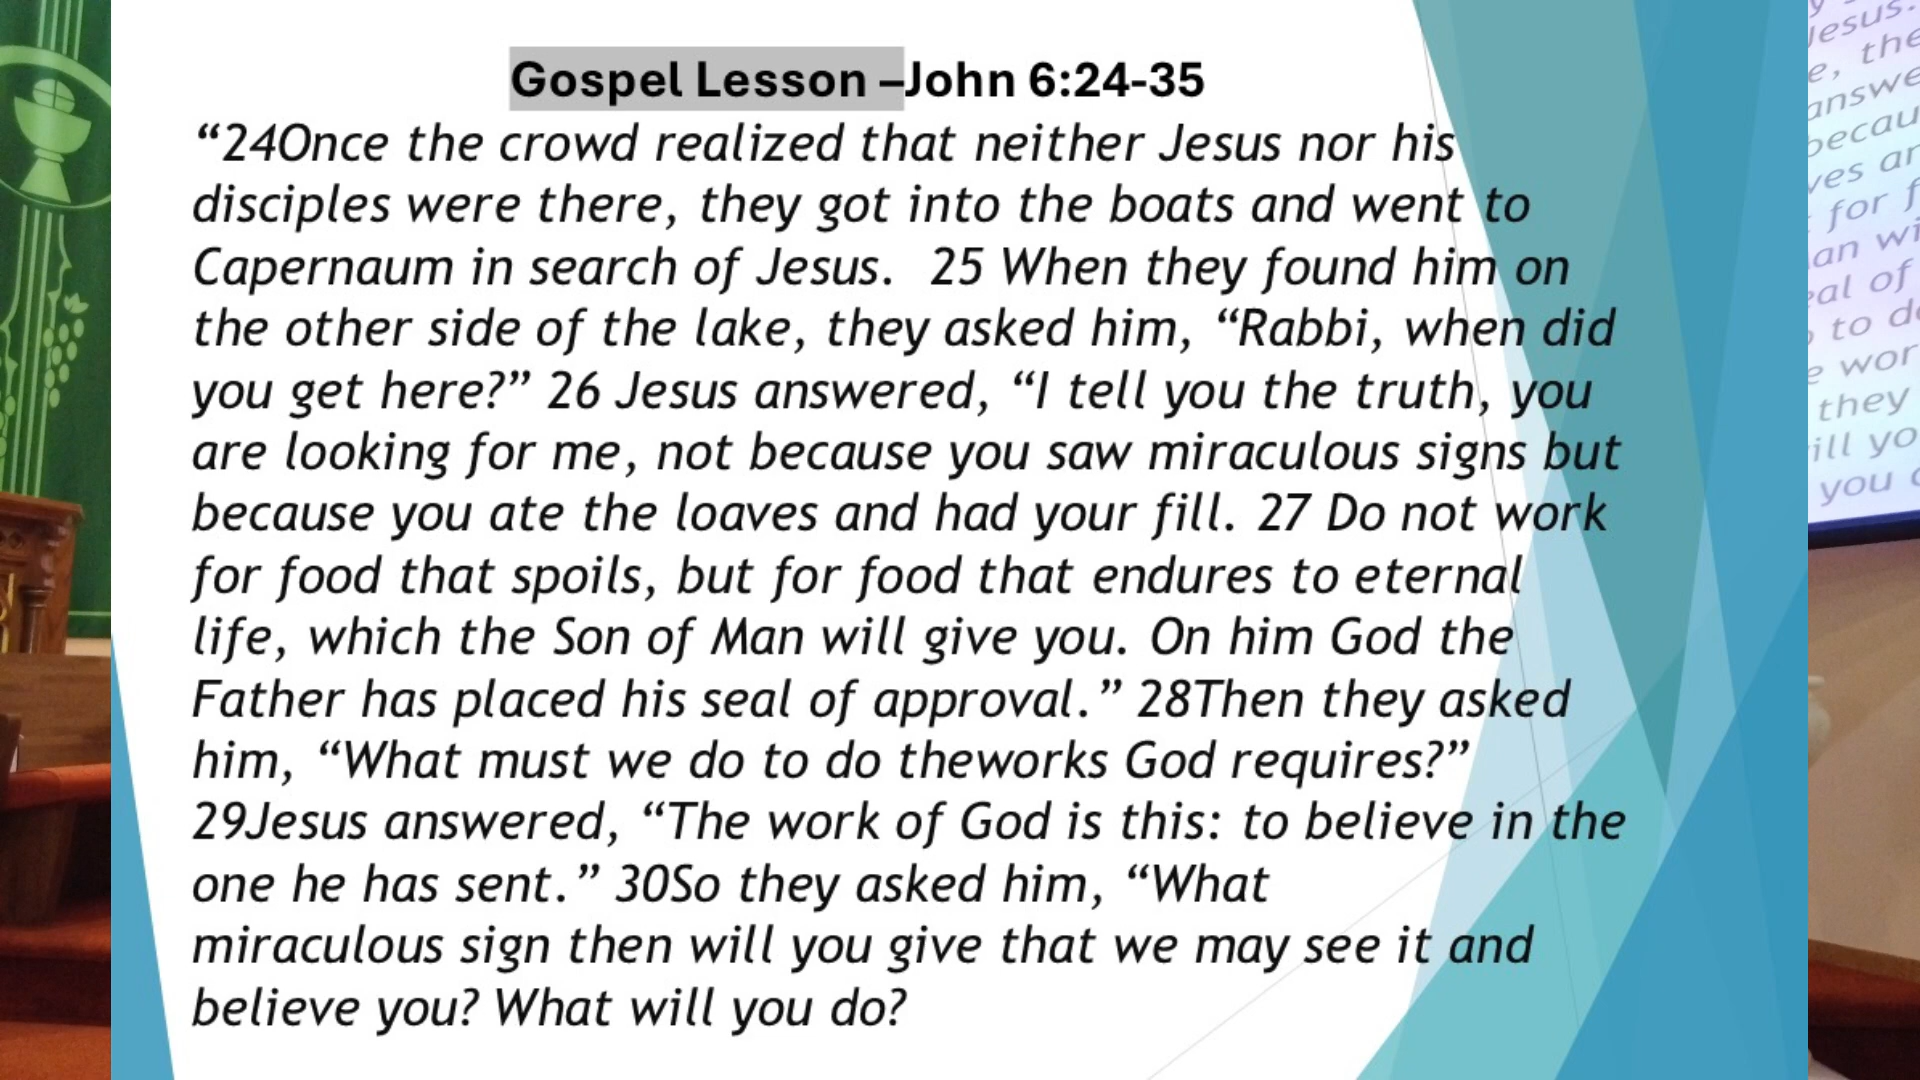 Gospel Lesson –John 6:24-35
“24Once the crowd realized that neither Jesus nor his
disciples were there, they got into the boats and went to
Capernaum in search of Jesus.  25 When they found him on
the other side of the lake, they asked him, “Rabbi, when did
you get here?” 26 Jesus answered, “I tell you the truth, you
are looking for me, not because you saw miraculous signs but
because you ate the loaves and had your fill. 27 Do not work
for food that spoils, but for food that endures to eternal
life, which the Son of Man will give you. On him God the
Father has placed his seal of approval.” 28Then they asked
him, “What must we do to do theworks God requires?”
29Jesus answered, “The work of God is this: to believe in the
one he has sent.” 30So they asked him, “What
miraculous sign then will you give that we may see it and
believe you? What will you do?
Jesus.
the
for
to
they
you